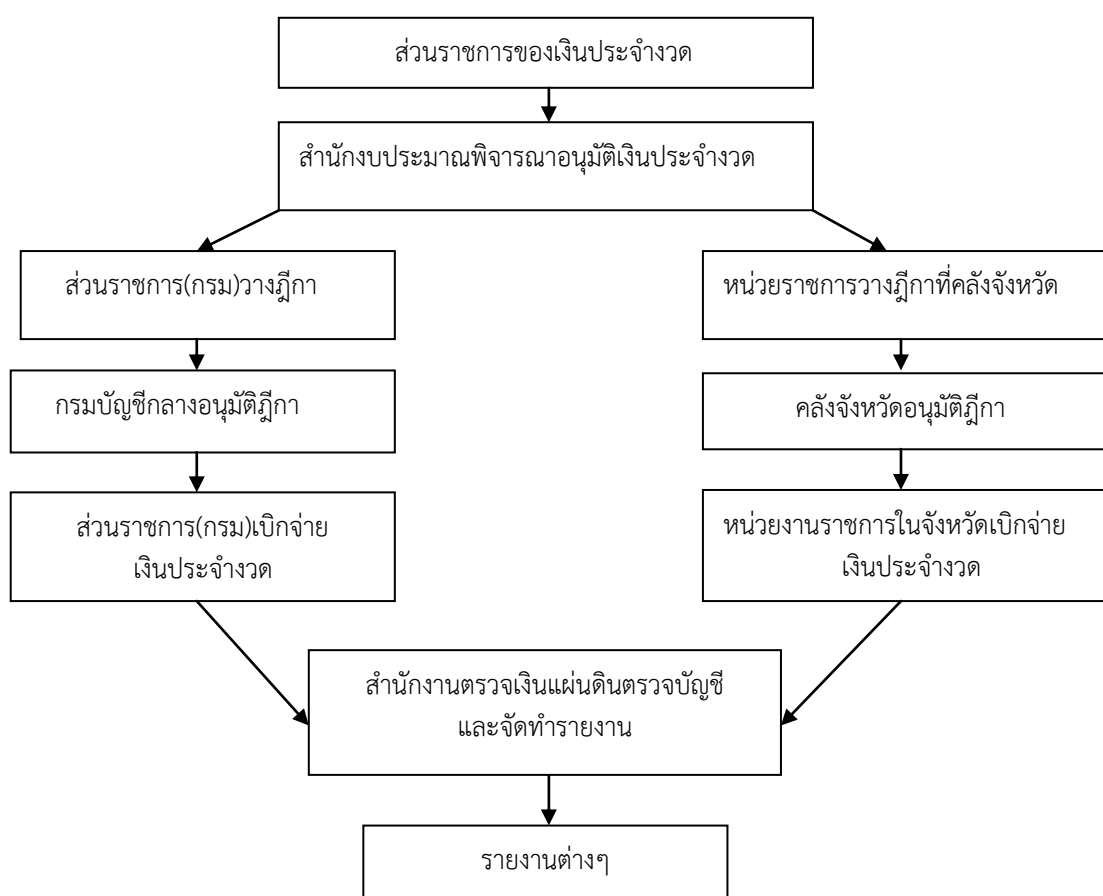 ส่วนราชการของเงินประจำงวด
สำนักงบประมาณพิจารณาอนุมัติเงินประจำงวด
ส่วนราชการ(กรม)วางฎีกา
หน่วยราชการวางฎีกาที่คลังจังหวัด
กรมบัญชีกลางอนุมัติฎีกา
คลังจังหวัดอนุมัติฎีกา
ส่วนราชการ(กรม)เบิกจ่าย
เงินประจำงวด
หน่วยงานราชการในจังหวัดเบิกจ่าย
เงินประจำงวด
สำนักงานตรวจเงินแผ่นดินตรวจบัญชี
และจัดทำรายงาน
รายงานต่างๆ